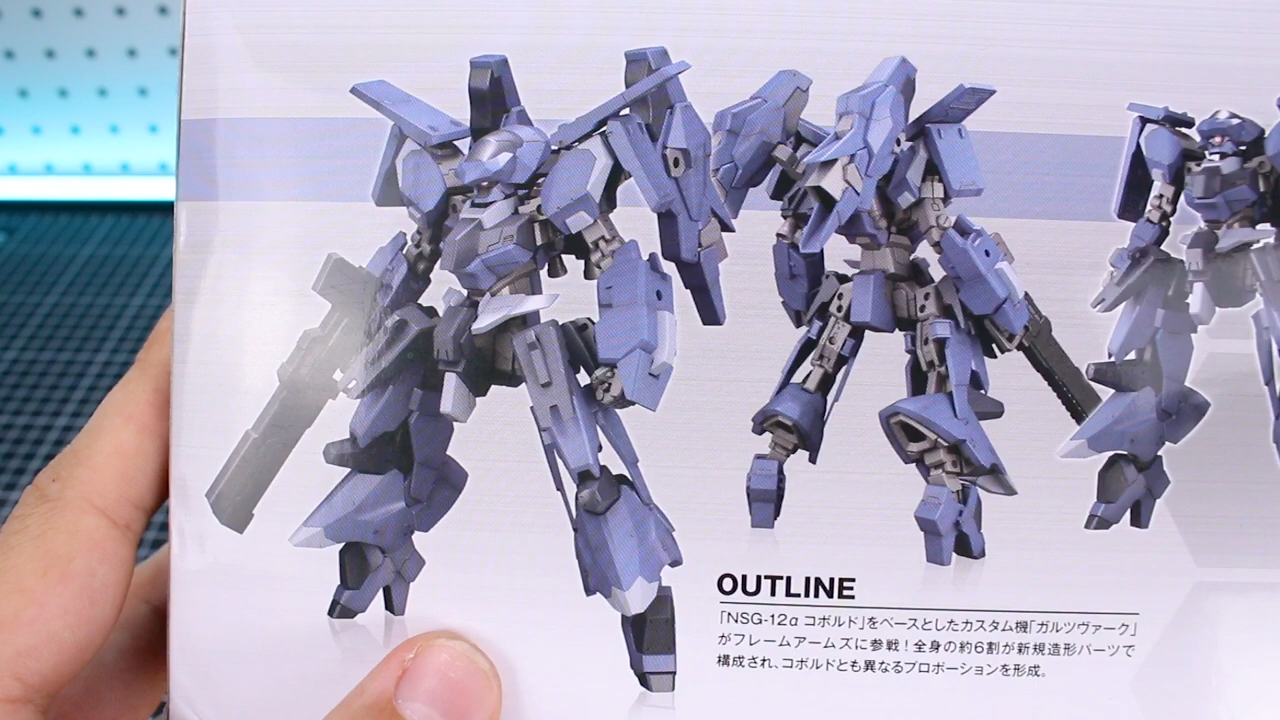 OUTLINE
「NSG-12α コボルド」をベースとしたカスタム機「ガルツヴァーク」
がフレームアームズに参戦！全身の約6割が新規造形パーツで
構成され、コボルドとも異なるプロポーションを形成。